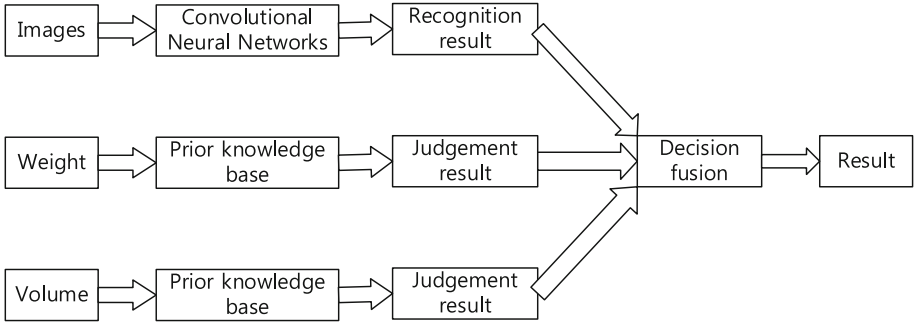 Images
Convolutional
Neural Networks
Recognition
result
Weight
Prior knowledge
base
Judgement
result
Decision
fusion
Result
Volume
Prior knowledge
base
Judgement
result